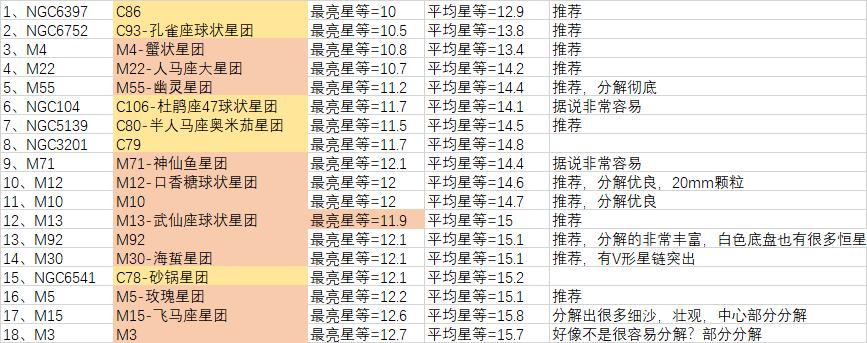 1、NGC6397 C86 最亮星等=10 平均星等=12.9 推荐
2、NGC6752 C93-孔雀座球状星团 最亮星等=10.5 平均星等=13.8 推荐
3、M4 M4-蟹状星团 最亮星等=10.8 平均星等=13.4 推荐
4、M22 M22-人马座大星团 最亮星等=10.7 平均星等=14.2 推荐
5、M55 M55-幽灵星团 最亮星等=11.2 平均星等=14.4 推荐，分解彻底
6、NGC104 C106-杜鹃座47球状星团 最亮星等=11.7 平均星等=14.1 据说非常容易
7、NGC5139 C80-半人马座奥米茄星团 最亮星等=11.5 平均星等=14.5 推荐
8、NGC3201 C79 最亮星等=11.7 平均星等=14.8
9、M71 M71-神仙鱼星团 最亮星等=12.1 平均星等=14.4 据说非常容易
10、M12 M12-口香糖球状星团 最亮星等=12 平均星等=14.6 推荐，分解优良，20mm颗粒
11、M10 M10 最亮星等=12 平均星等=14.7 推荐，分解优良
12、M13 M13-武仙座球状星团 最亮星等=11.9 平均星等=15 推荐
13、M92 M92 最亮星等=12.1 平均星等=15.1 推荐，分解的非常丰富，白色底盘也有很多恒星
14、M30 M30-海蜇星团 最亮星等=12.1 平均星等=15.1 推荐，有V形星链突出
15、NGC6541 C78-砂锅星团 最亮星等=12.1 平均星等=15.2
16、M5 M5-玫瑰星团 最亮星等=12.2 平均星等=15.1 推荐
17、M15 M15-飞马座星团 最亮星等=12.6 平均星等=15.8 分解出很多细沙，壮观，中心部分分解
18、M3 M3 最亮星等=12.7 平均星等=15.7 好像不是很容易分解？部分分解